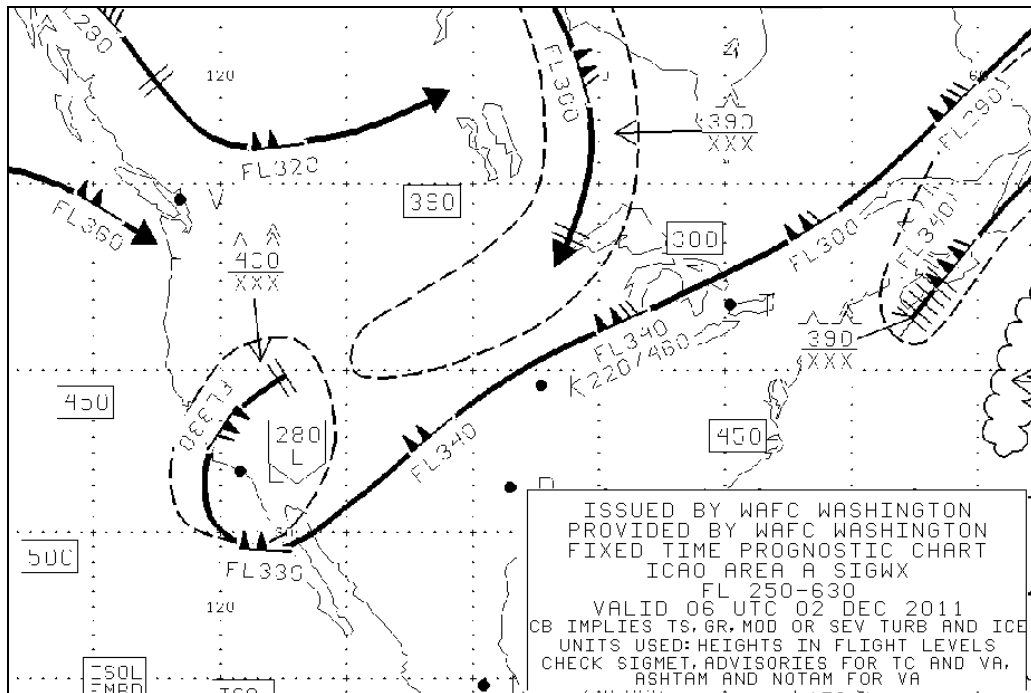 120
FL320
FL360
FL300
390
XXX
FL290
60
380
300
FL300
FL340
400
XXX
FL340
K220/460
390
XXX
450
FL330
280
L
FL340
450
500
FL330
120
ISSUED BY WAFC WASHINGTON
PROVIDED BY WAFC WASHINGTON
FIXED TIME PROGNOSTIC CHART
ICAO AREA A SIGWX
FL 250-630
VALID 06 UTC 02 DEC 2011
CB IMPLIES TS, GR, MOD OR SEV TURB AND ICE
UNITS USED: HEIGHTS IN FLIGHT LEVELS
CHECK SIGMET, ADVISORIES FOR TC AND VA,
ASHTAM AND NOTAM FOR VA